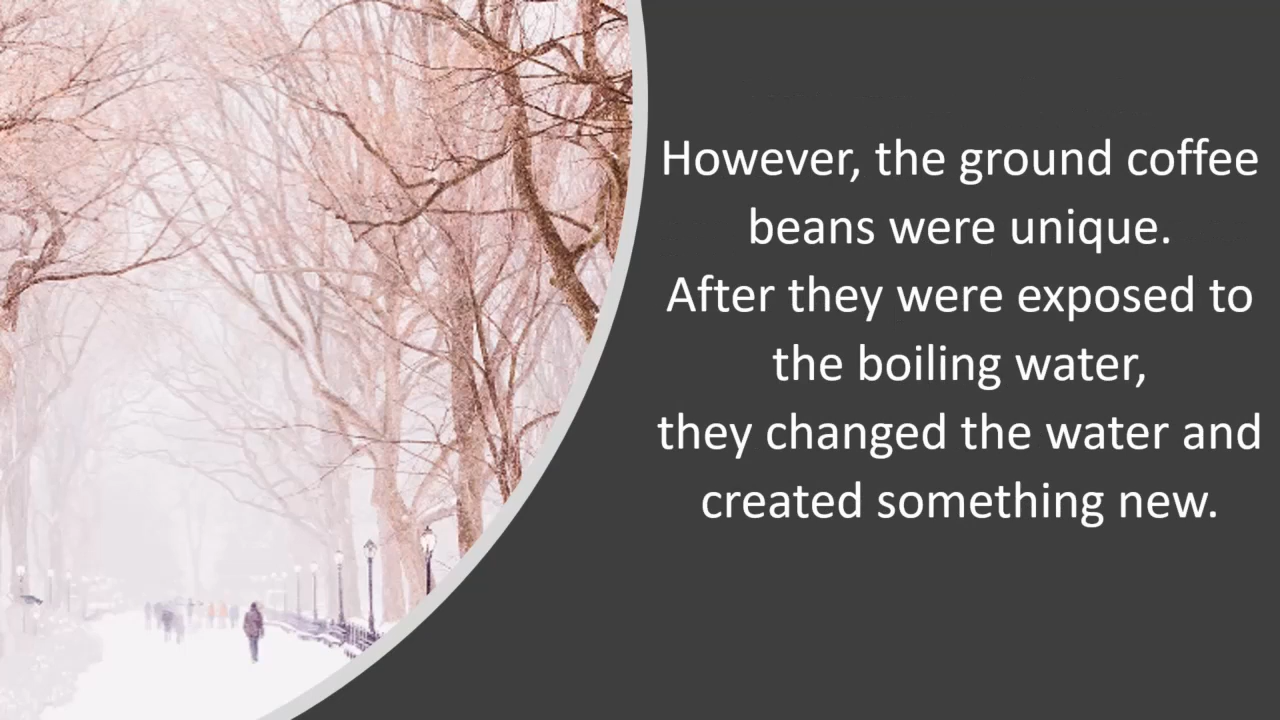 However, the ground coffee
beans were unique.
After they were exposed to
the boiling water,
they changed the water and
created something new.